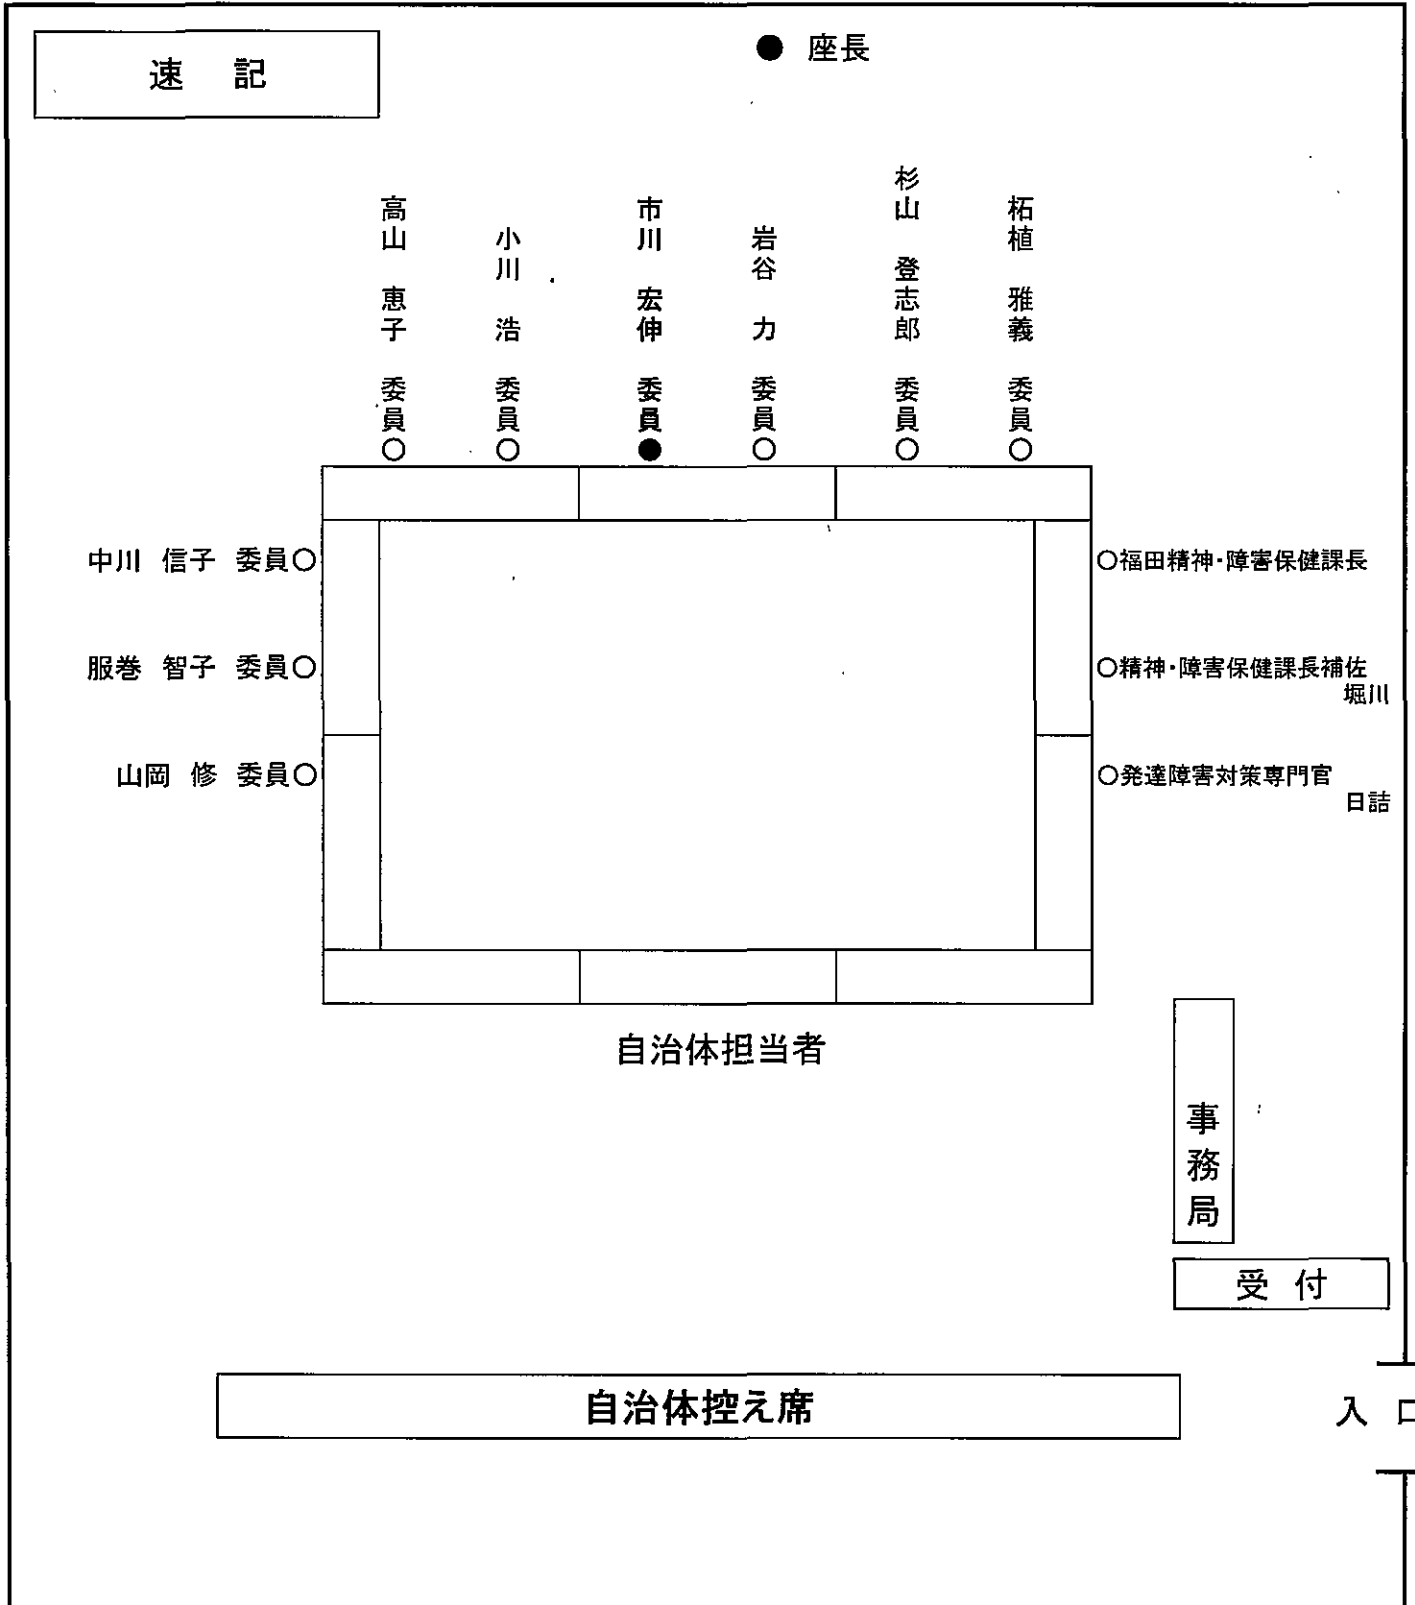 速 記
● 座長
高山 恵子 委員○
小川 浩 委員○
市川 宏伸 委員●
岩谷 力 委員○
杉山 登志郎 委員○
柘植 雅義 委員○
中川 信子 委員○
服巻 智子 委員○
山岡 修 委員○
○福田精神・障害保健課長
○精神・障害保健課長補佐
堀川
○発達障害対策専門官
日詰
自治体担当者
事務局
受 付
自治体控え席
入 口